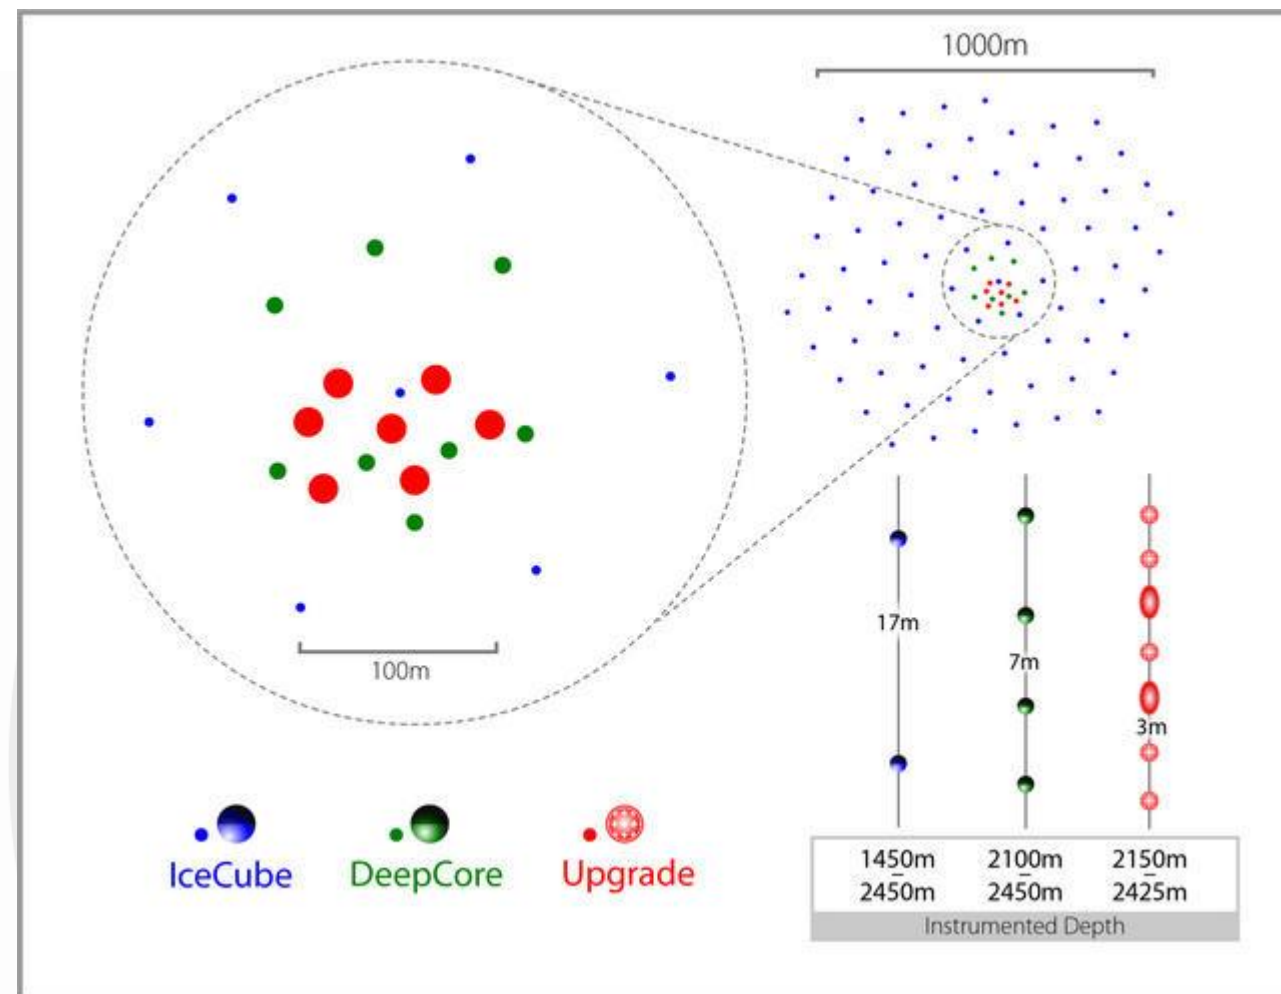 1000m
100m
17m
7m
3m
IceCube
DeepCore
Upgrade
1450m
–
2450m
2100m
–
2450m
2150m
–
2425m
Instrumented Depth